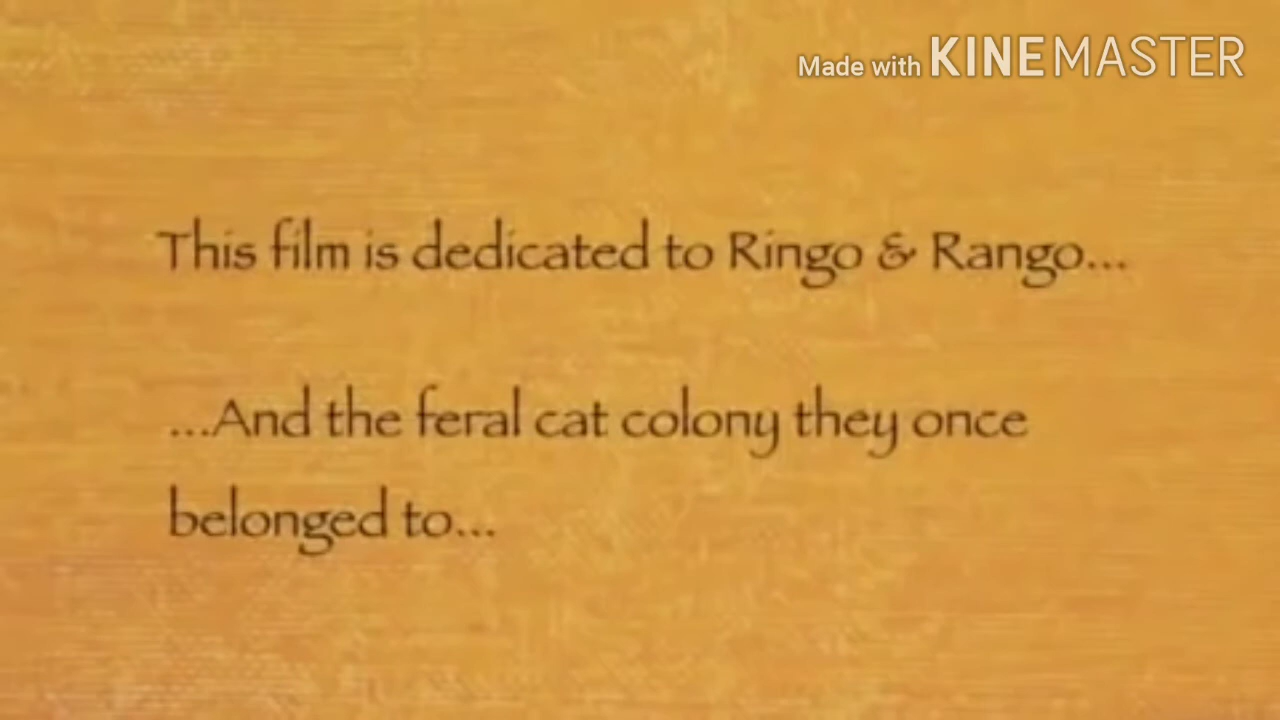 Made with KINEMASTER
This film is dedicated to Ringo & Rango...
...And the feral cat colony they once
belonged to...